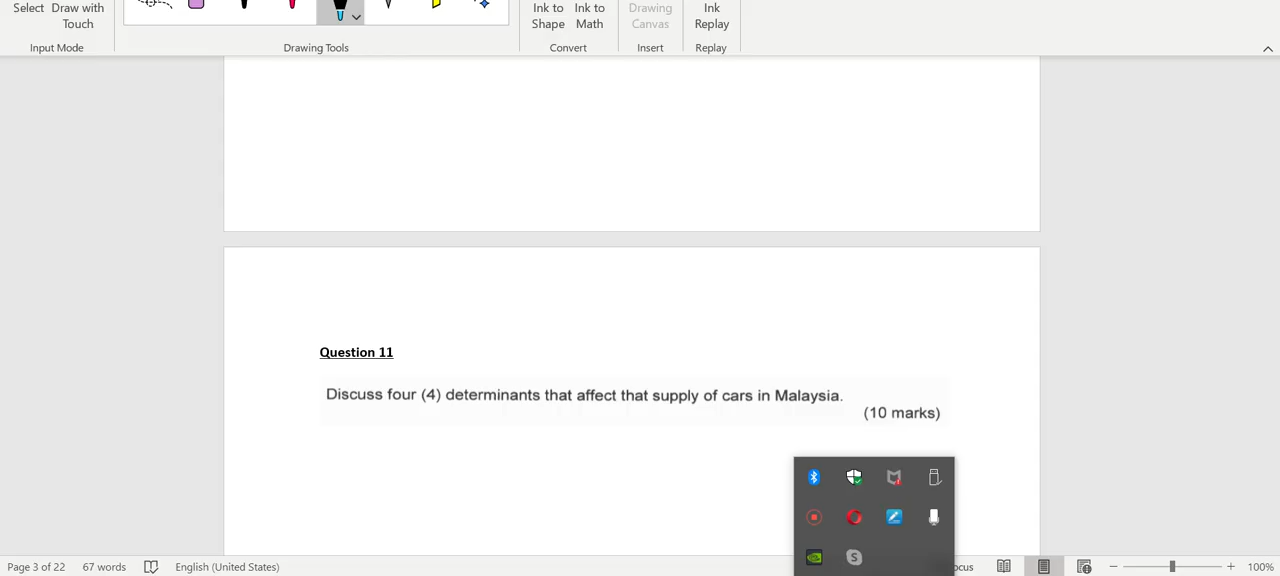 Select Draw with Touch
Ink to Shape Ink to Math
Drawing Canvas
Ink Replay
Input Mode
Drawing Tools
Convert
Insert
Replay
Question 11
Discuss four (4) determinants that affect that supply of cars in Malaysia.
(10 marks)
Page 3 of 22
English (United States)
100%